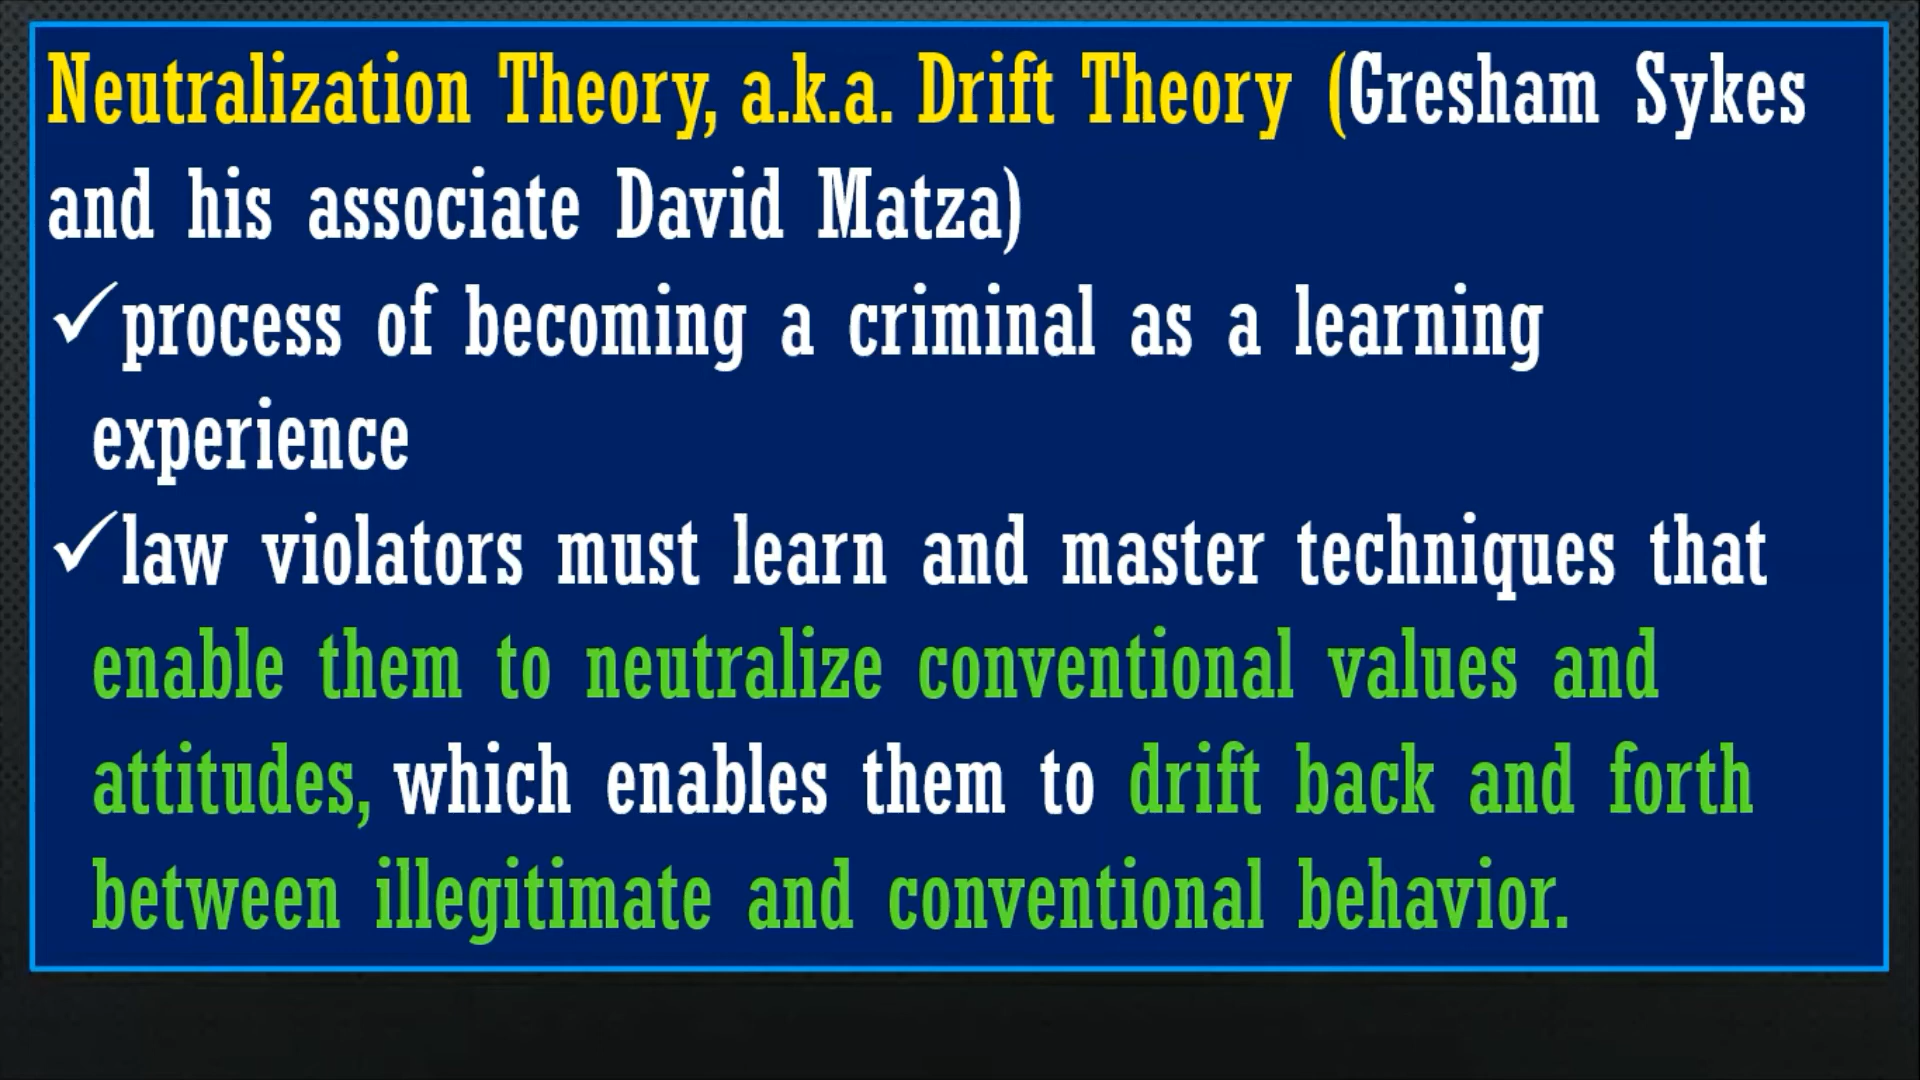 Neutralization Theory, a.k.a. Drift Theory (Gresham Sykes
and his associate David Matza)
✓process of becoming a criminal as a learning
experience
✓law violators must learn and master techniques that
enable them to neutralize conventional values and
attitudes, which enables them to drift back and forth
between illegitimate and conventional behavior.